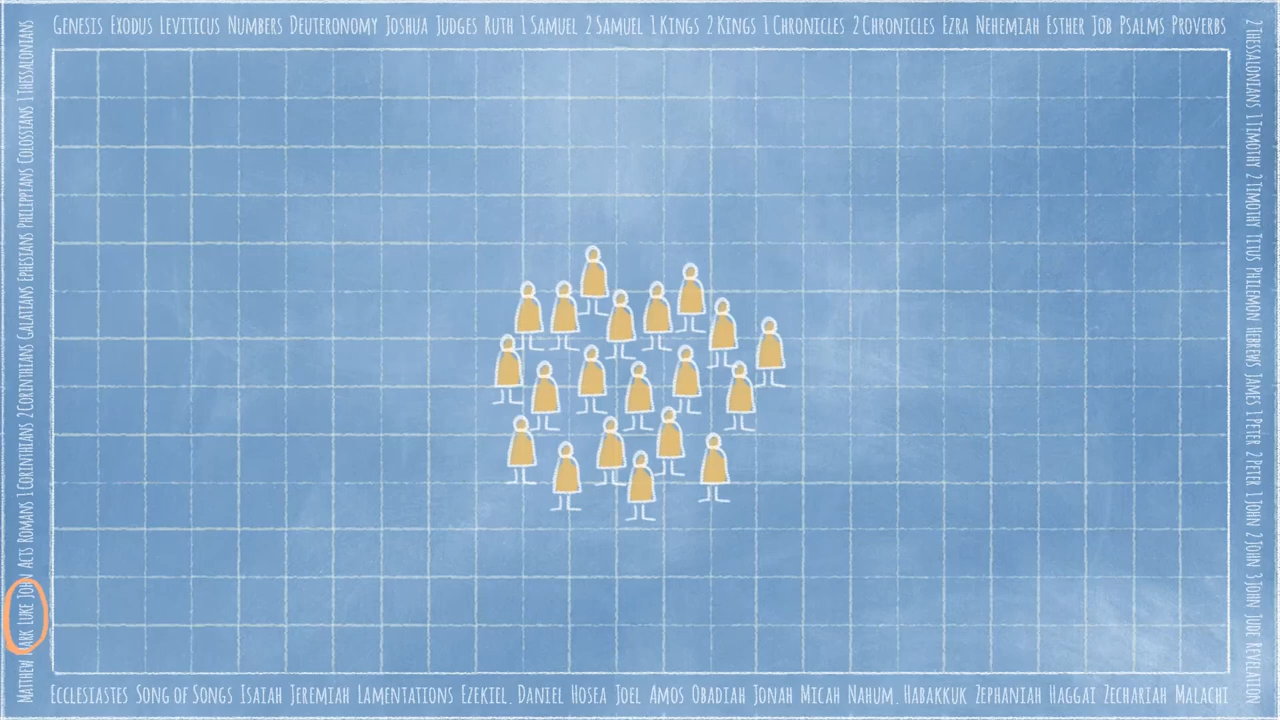 Genesis Exodus Leviticus Numbers Deuteronomy Joshua Judges Ruth 1 Samuel 2 Samuel 1 Kings 2 Kings 1 Chronicles 2 Chronicles Ezra Nehemiah Esther Job Psalms Proverbs
Ecclesiastes Song of Songs Isaiah Jeremiah Lamentations Ezekiel Daniel Hosea Joel Amos Obadiah Jonah Micah Nahum Habakkuk Zephaniah Haggai Zechariah Malachi
Matthew Mark Luke John Acts Romans 1 Corinthians 2 Corinthians Galatians Ephesians Philippians Colossians 1 Thessalonians
2 Thessalonians 1 Timothy 2 Timothy Titus Philemon Hebrews James 1 Peter 2 Peter 1 John 2 John 3 John Jude Revelation